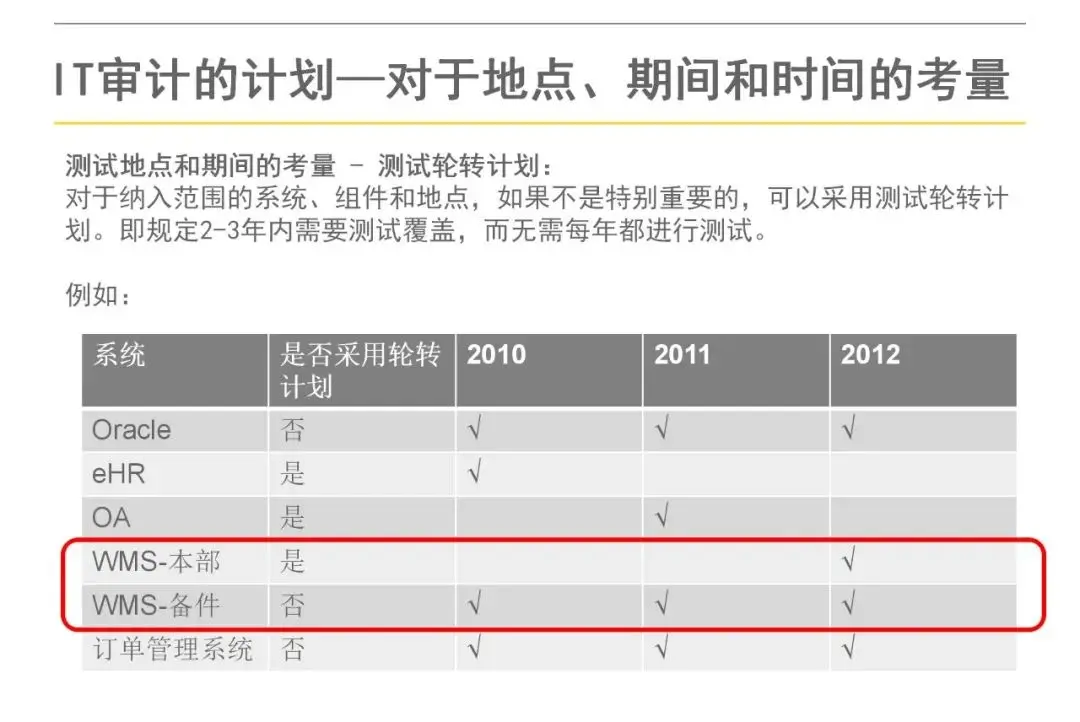 IT审计的计划—对于地点、期间和时间的考量
测试地点和期间的考量 - 测试轮转计划：
对于纳入范围的系统、组件和地点，如果不是特别重要的，可以采用测试轮转计
划。即规定2-3年内需要测试覆盖，而无需每年都进行测试。
例如：
系统 是否采用轮转 2010 2011 2012
计划
Oracle 否 √ √ √
eHR 是 √
OA 是 √
WMS-本部 是 √
WMS-备件 否 √ √ √
订单管理系统 否 √ √ √